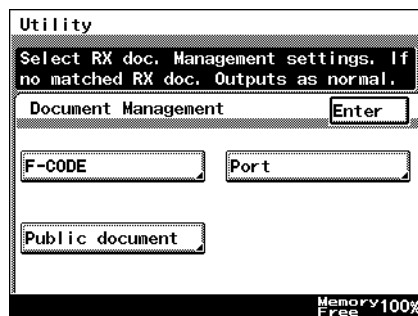 Utility
Select RX doc. Management settings. If
no matched RX doc. Outputs as normal.
Document Management
Enter
F-CODE
Port
Public document
Memory
Free 100%